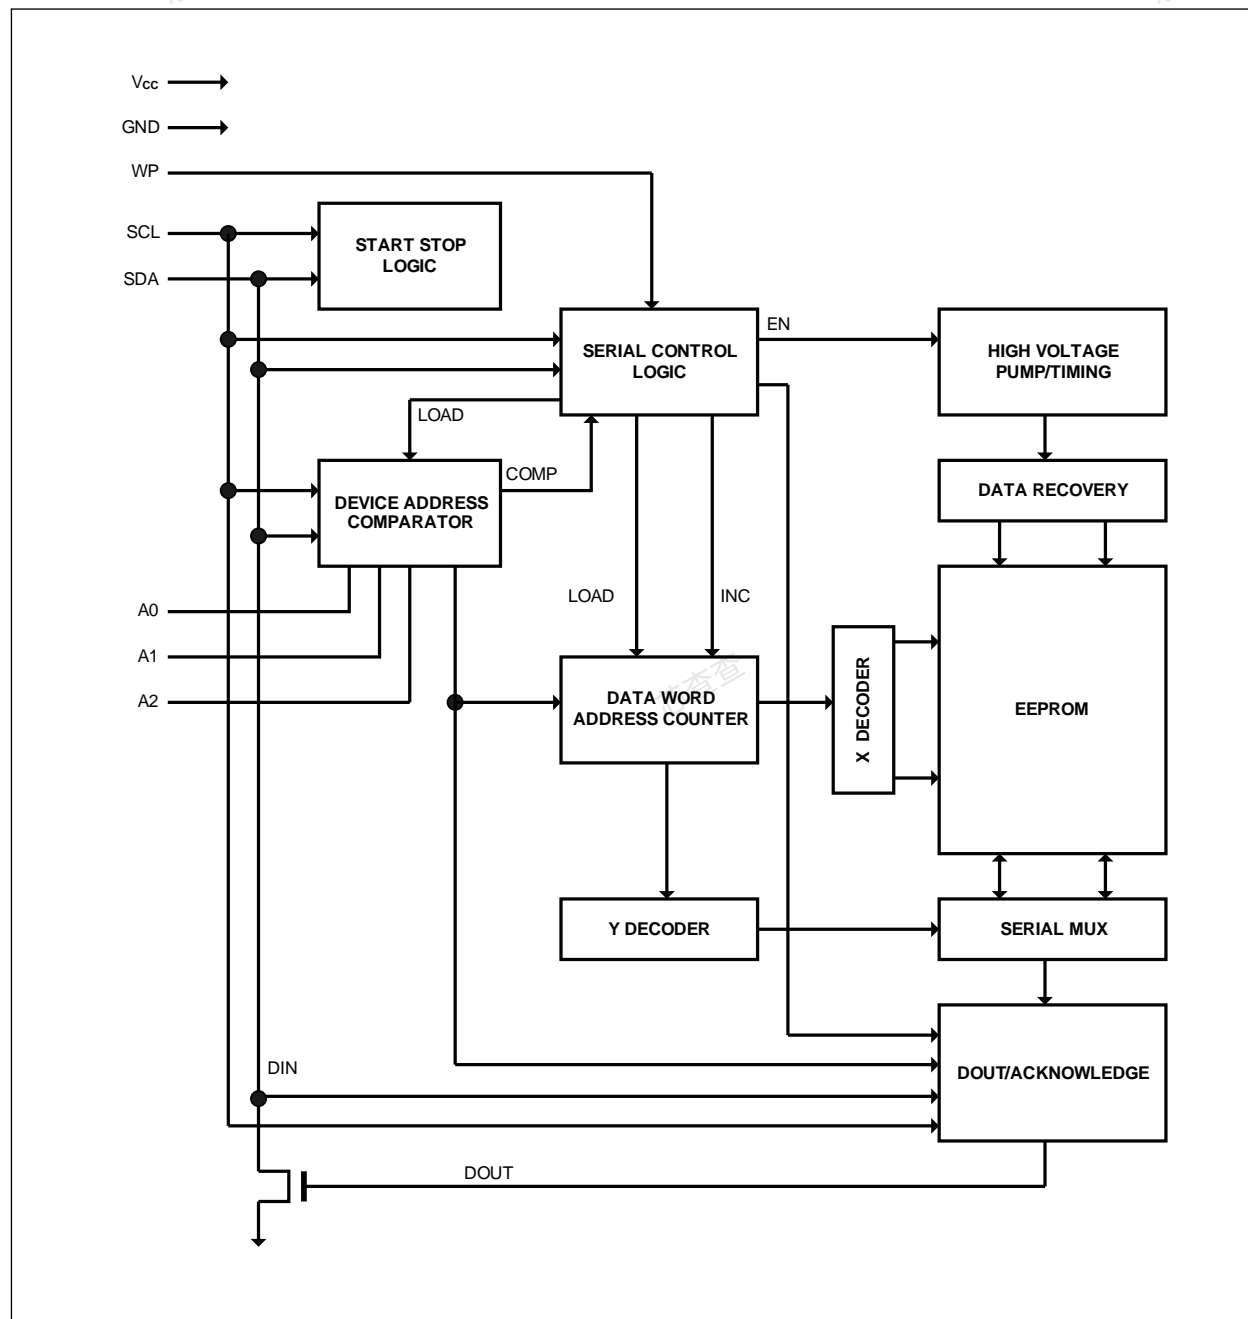 Vcc
GND
WP
SCL
SDA
START STOP
LOGIC
SERIAL CONTROL
LOGIC
EN
HIGH VOLTAGE
PUMP/TIMING
LOAD
COMP
DEVICE ADDRESS
COMPARATOR
DATA RECOVERY
A0
A1
A2
LOAD
INC
DATA WORD
ADDRESS COUNTER
X DECODER
EEPROM
Y DECODER
SERIAL MUX
DIN
DOUT/ACKNOWLEDGE
DOUT